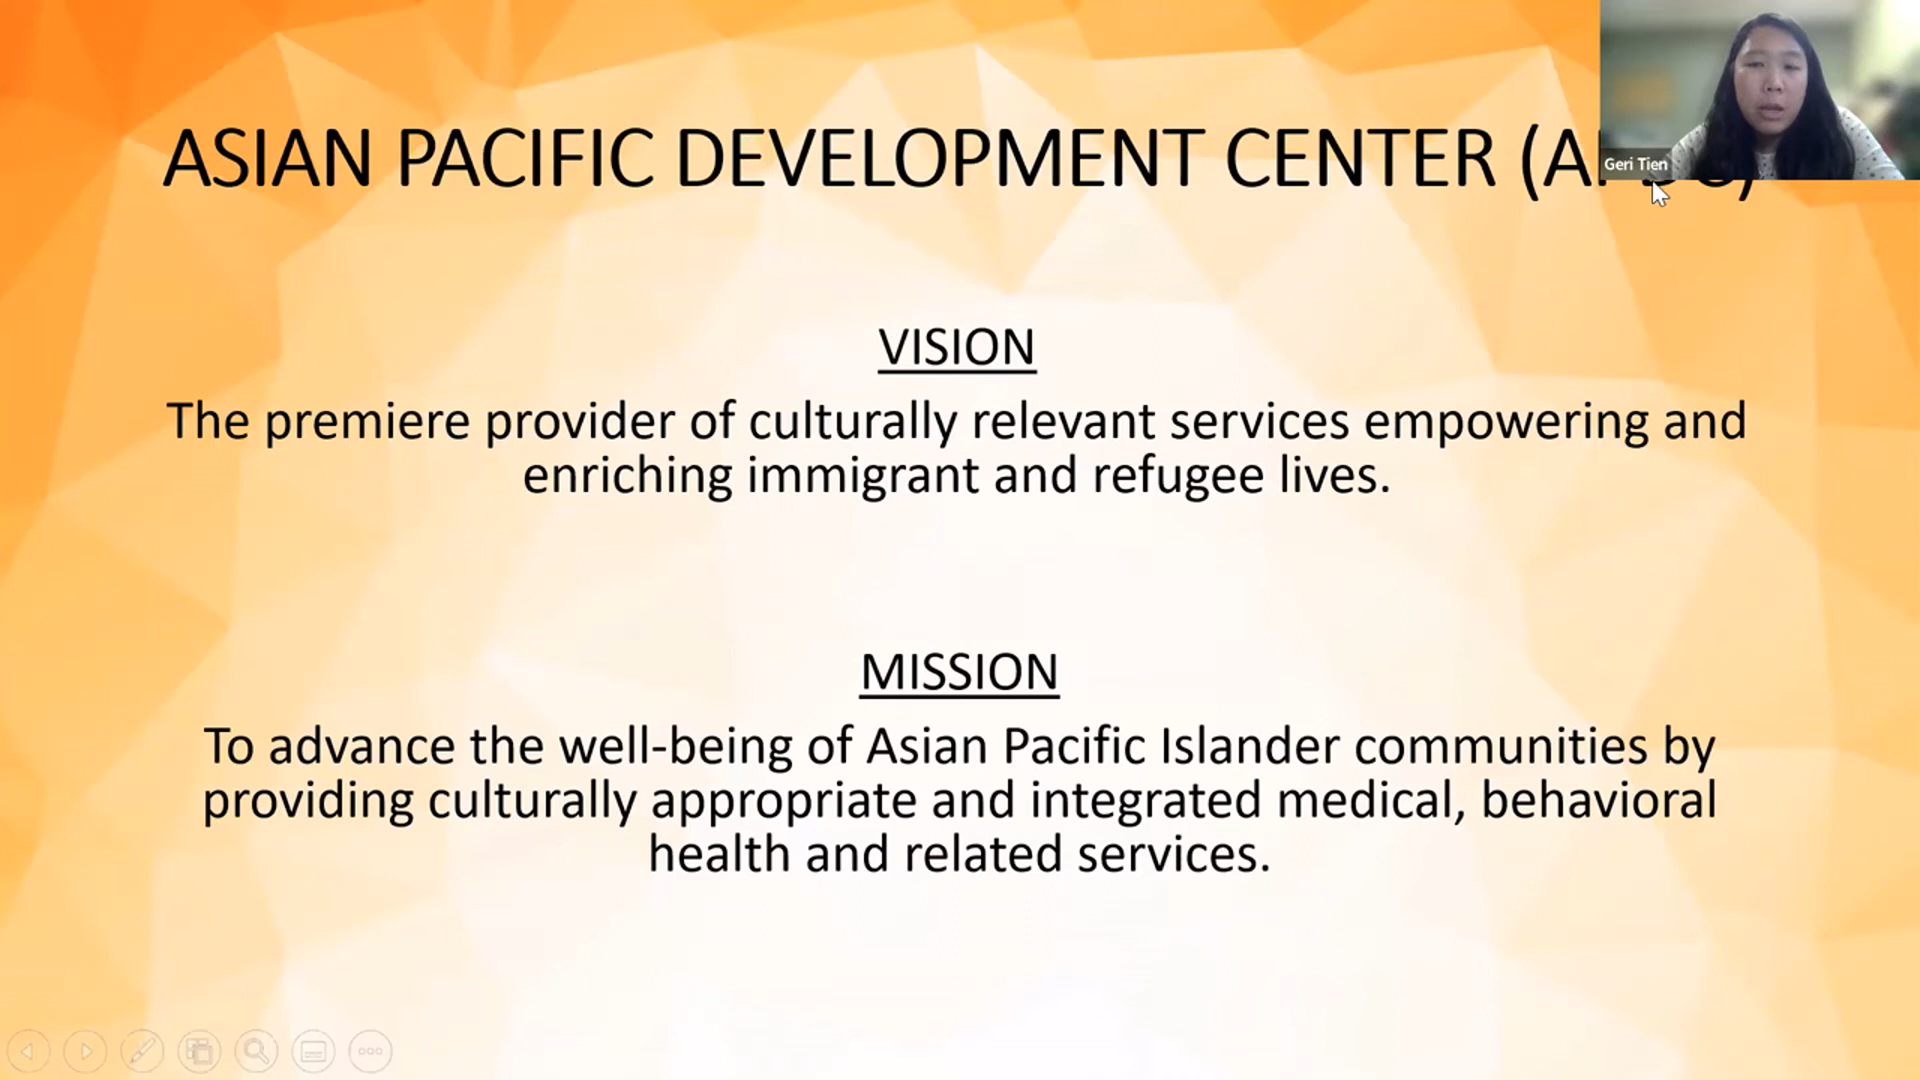 ASIAN PACIFIC DEVELOPMENT CENTER
Geri Tien
VISION
The premiere provider of culturally relevant services empowering and
enriching immigrant and refugee lives.
MISSION
To advance the well-being of Asian Pacific Islander communities by
providing culturally appropriate and integrated medical, behavioral
health and related services.